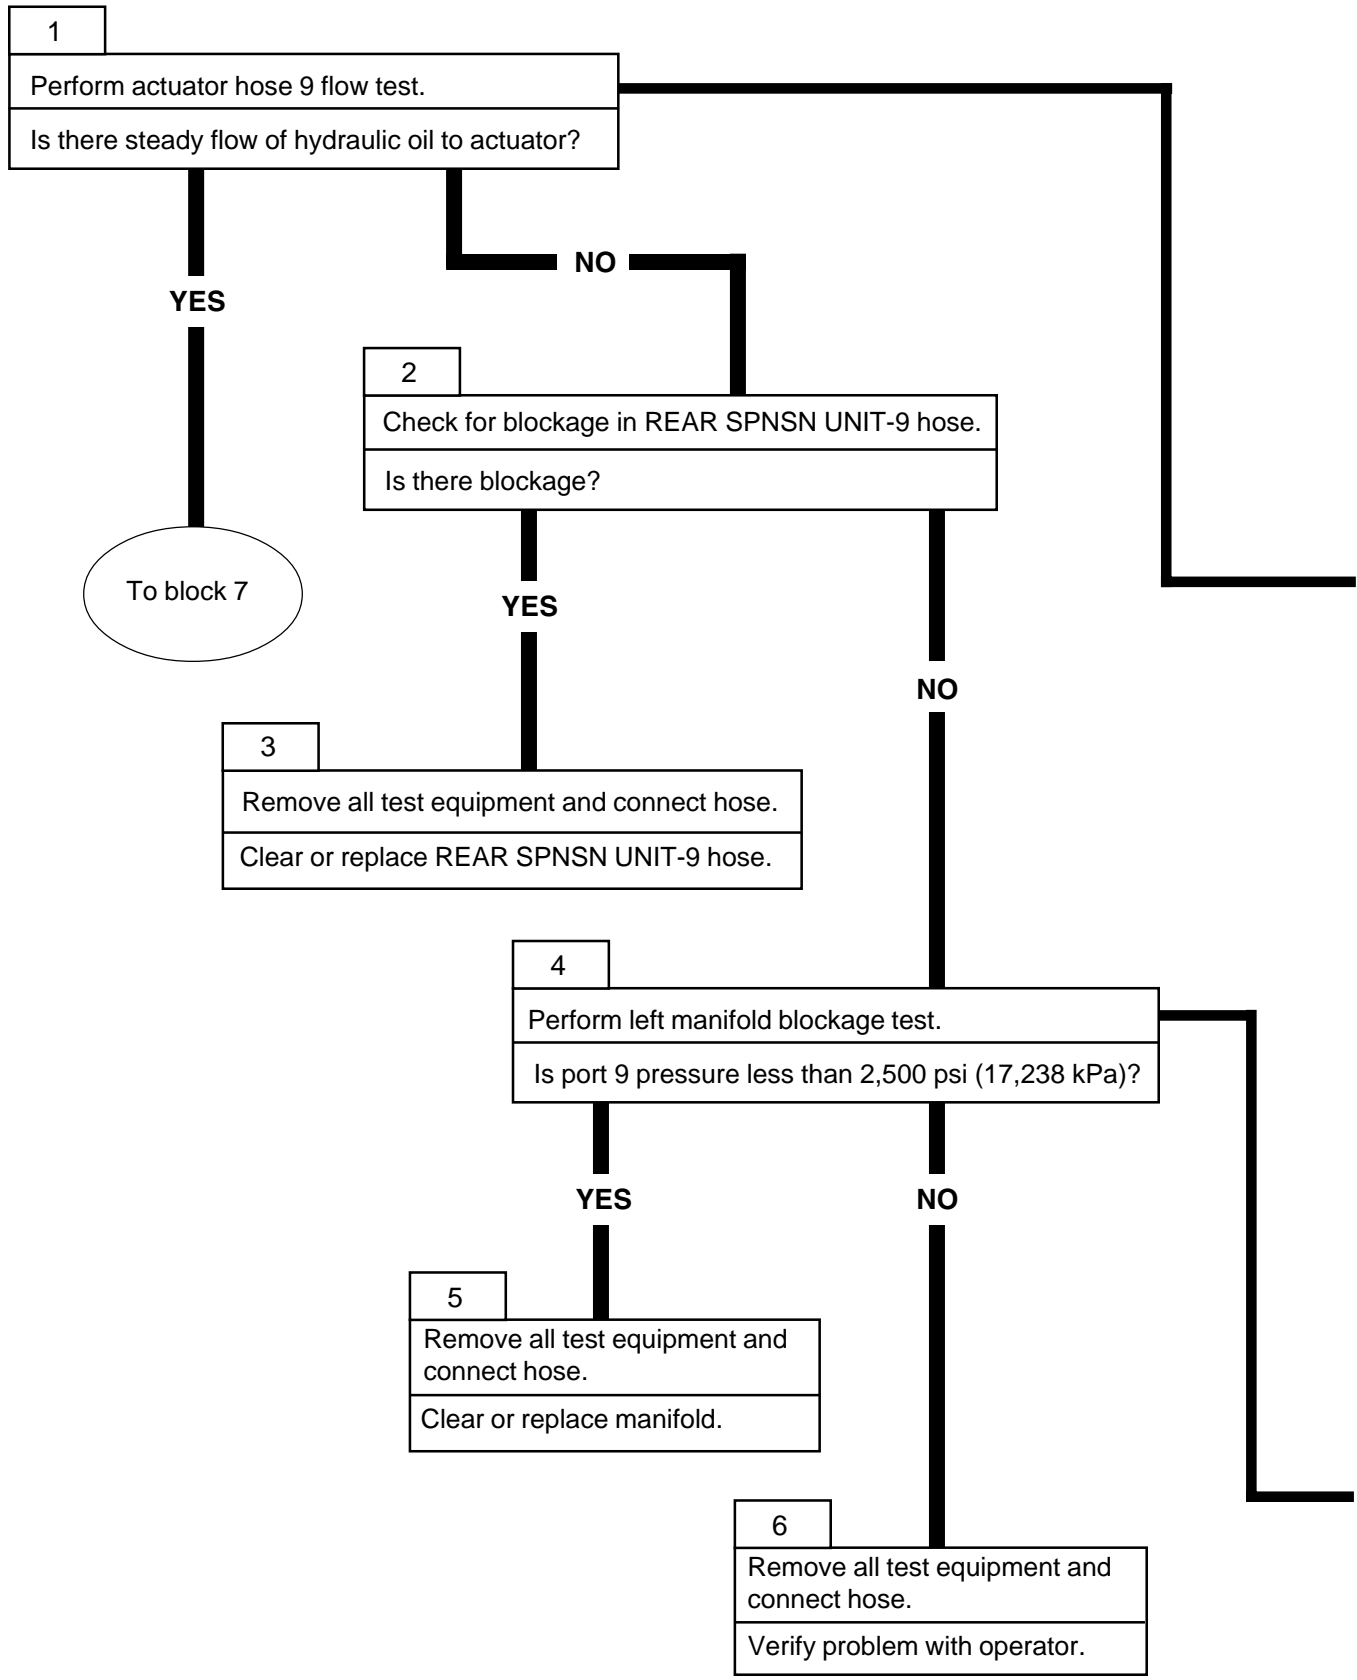 1
Perform actuator hose 9 flow test.
Is there steady flow of hydraulic oil to actuator?
NO
YES
2
Check for blockage in REAR SPNSN UNIT-9 hose.
Is there blockage?
To block 7
YES
NO
3
Remove all test equipment and connect hose.
Clear or replace REAR SPNSN UNIT-9 hose.
4
Perform left manifold blockage test.
Is port 9 pressure less than 2,500 psi (17,238 kPa)?
YES
NO
5
Remove all test equipment and
connect hose.
Clear or replace manifold.
6
Remove all test equipment and
connect hose.
Verify problem with operator.